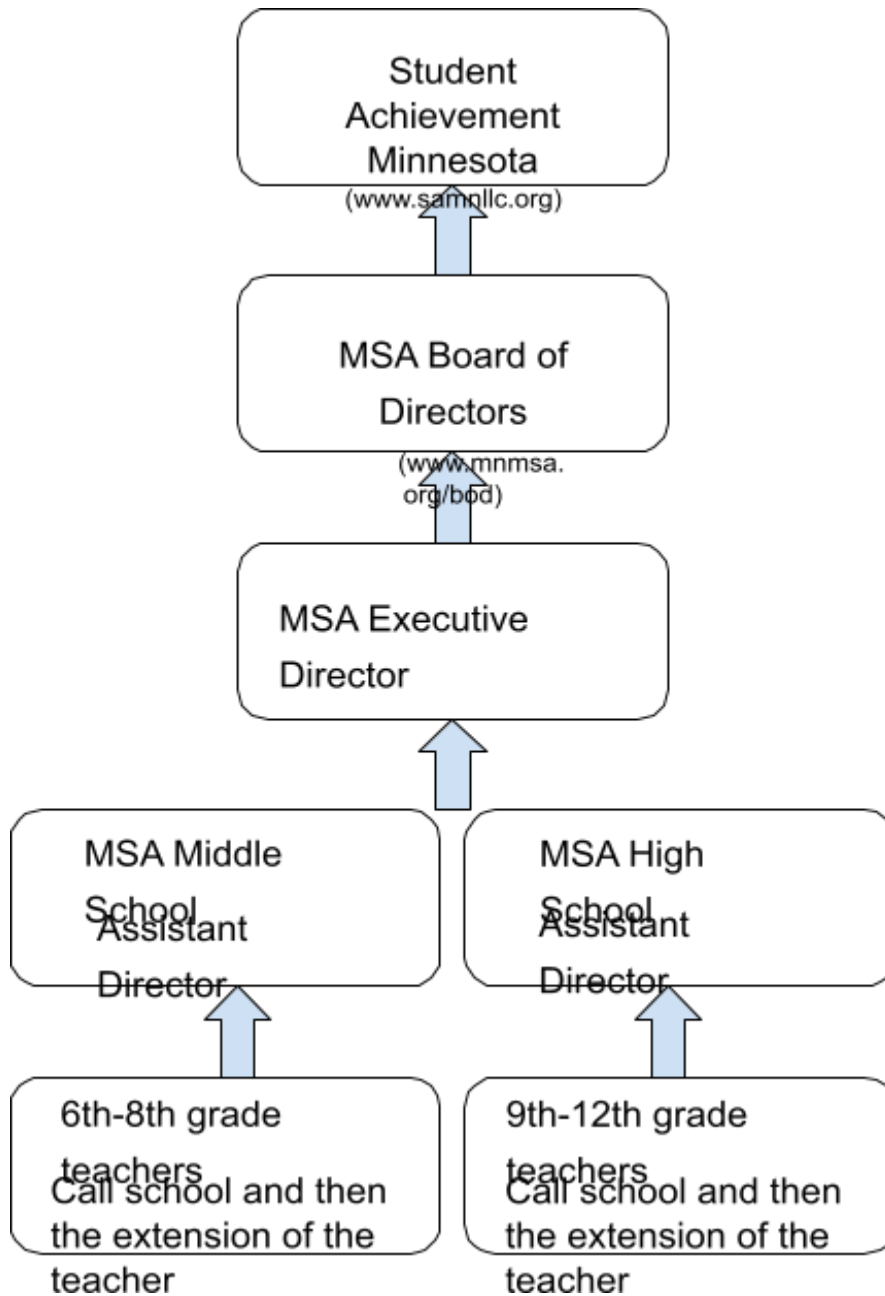 Student
Achievement
Minnesota
(www.samnllc.org)
MSA Board of
Directors
(www.mnmsa.
org/bod)
MSA Executive
Director
MSA Middle
School
Assistant
Director
MSA High
School
Assistant
Director
6th-8th grade
teachers
Call school and then
the extension of the
teacher
9th-12th grade
teachers
Call school and then
the extension of the
teacher